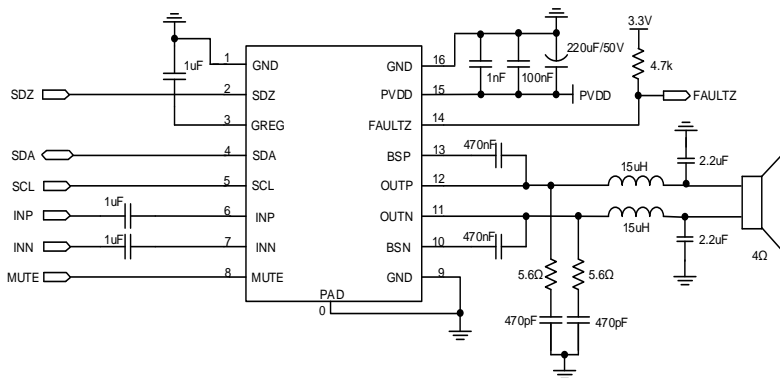 3.3V
1
1uF
GND
GND
16
1nF
100nF
220uF/50V
4.7k
SDZ
2
SDZ
PVDD
15
PVDD
3
GREG
FAULTZ
14
FAULTZ
SDA
4
SDA
BSP
13
470nF
SCL
5
SCL
OUTP
12
15uH
2.2uF
INP
1uF
6
INP
OUTN
11
15uH
INN
1uF
7
INN
BSN
10
470nF
2.2uF
MUTE
8
MUTE
GND
9
5.6Ω
5.6Ω
4Ω
PAD
0
470pF
470pF